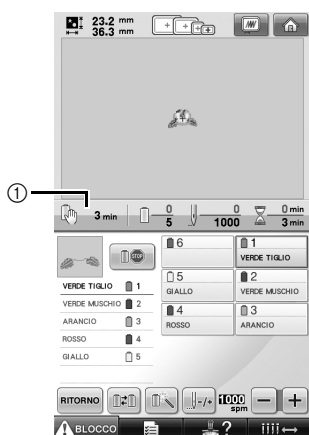 23.2 mm
36.3 mm
1
3 min
0
5
0
1000
0 min
3 min
6
1
VERDE TIGLIO
5
GIALLO
2
VERDE MUSCHIO
4
ROSSO
3
ARANCIO
VERDE TIGLIO 1
VERDE MUSCHIO 2
ARANCIO 3
ROSSO 4
GIALLO 5
STOP
RITORNO
-/+
1000
spm
− +
BLOCCO
?